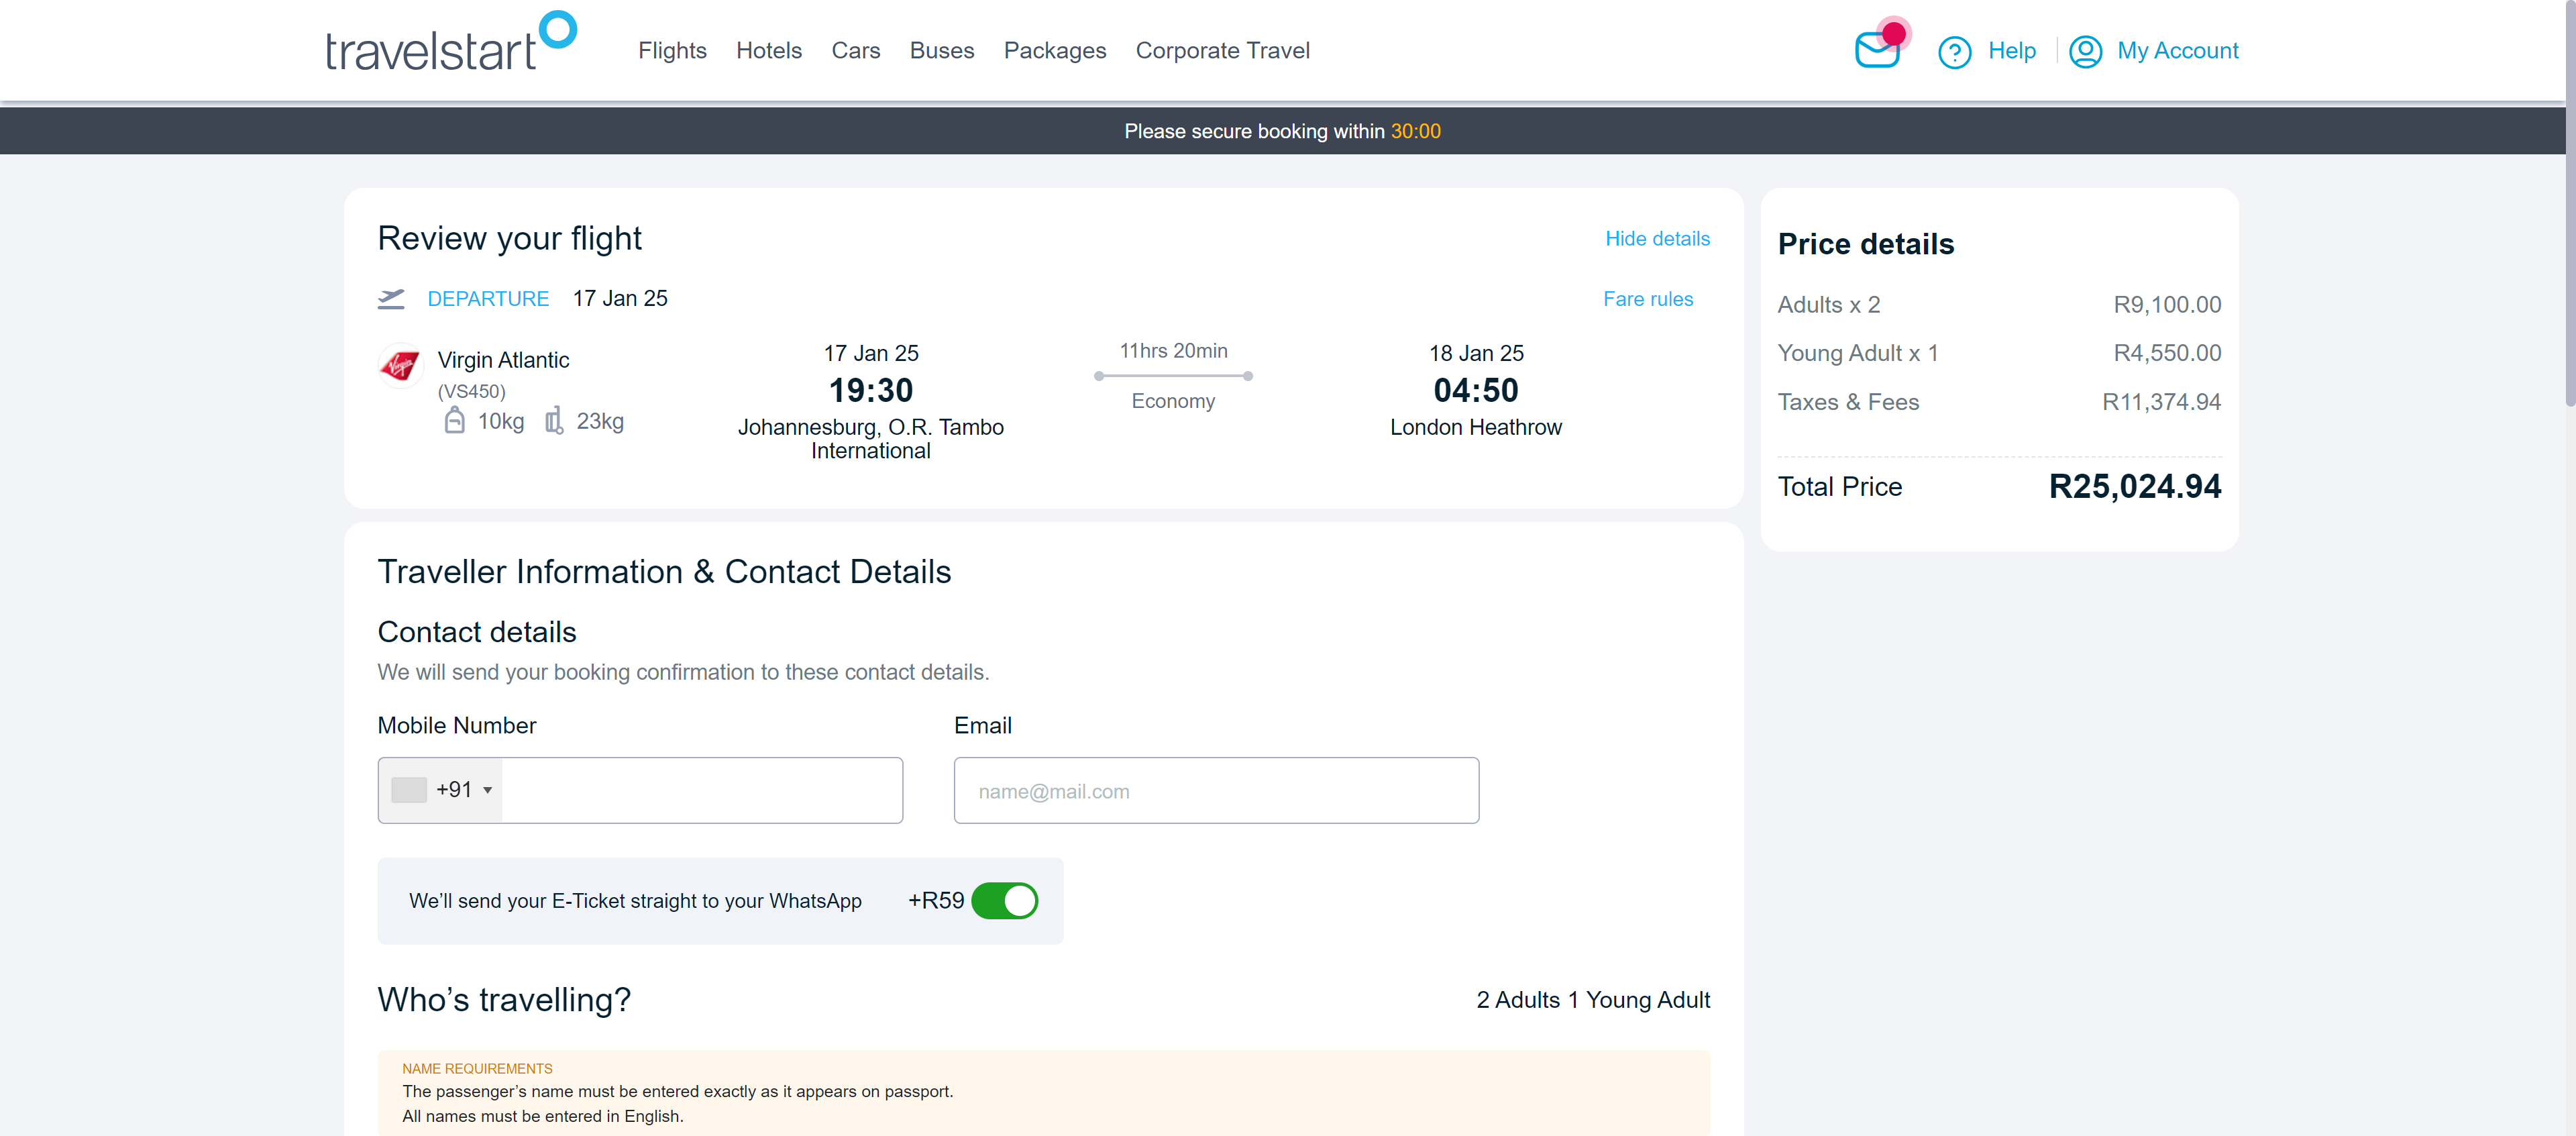 travelstart
Flights Hotels Cars Buses Packages Corporate Travel
? Help My Account
Please secure booking within 30:00
Review your flight
Hide details
DEPARTURE 17 Jan 25
Fare rules
Virgin
Virgin Atlantic
(VS450)
10kg 23kg
17 Jan 25
19:30
Johannesburg, O.R. Tambo
International
11hrs 20min
Economy
18 Jan 25
04:50
London Heathrow
Price details
Adults x 2 R9,100.00
Young Adult x 1 R4,550.00
Taxes & Fees R11,374.94
Total Price R25,024.94
Traveller Information & Contact Details
Contact details
We will send your booking confirmation to these contact details.
Mobile Number
+91
Email
name@mail.com
We’ll send your E-Ticket straight to your WhatsApp +R59
Who’s travelling?
2 Adults 1 Young Adult
NAME REQUIREMENTS
The passenger’s name must be entered exactly as it appears on passport.
All names must be entered in English.